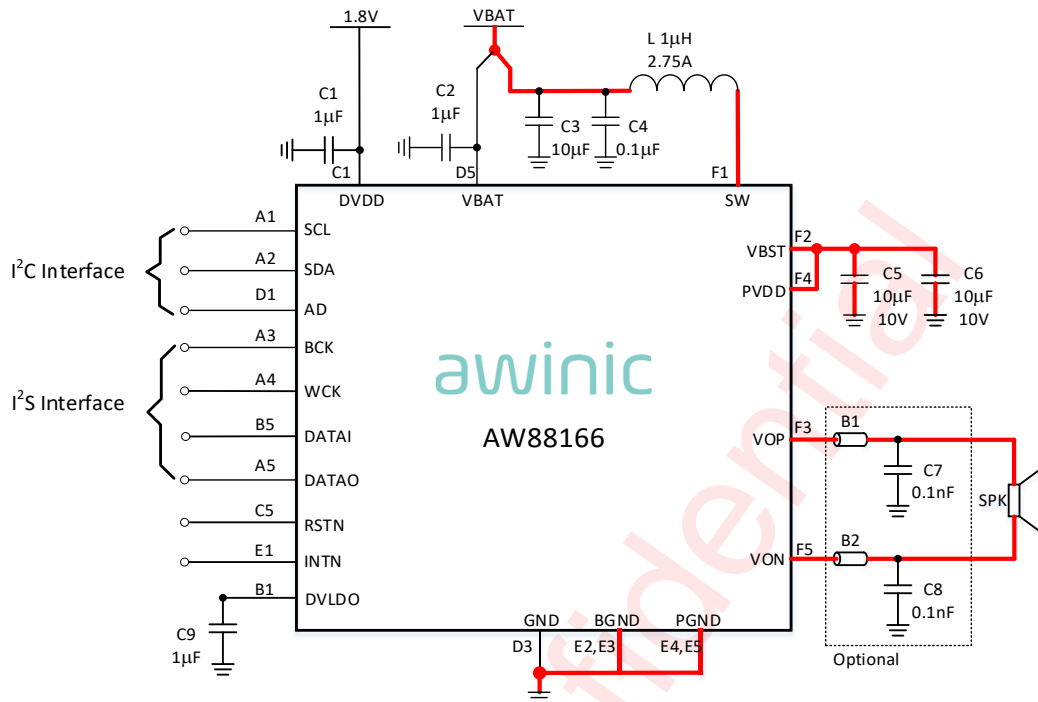 1.8V
VBAT
L 1μH
2.75A
C1
1μF
C2
1μF
C3
10μF
C4
0.1μF
C1
D5
F1
DVDD
VBAT
SW
I²C Interface
A1
SCL
A2
SDA
D1
AD
I²S Interface
A3
BCK
A4
WCK
B5
DATAI
A5
DATAO
C5
RSTN
E1
INTN
B1
DVLDO
C9
1μF
awinic
AW88166
VBST
F2
PVDD
F4
C5
10μF
10V
C6
10μF
10V
VOP
F3
B1
C7
0.1nF
SPK
VON
F5
B2
C8
0.1nF
Optional
GND
BGND
PGND
D3
E2,E3
E4,E5